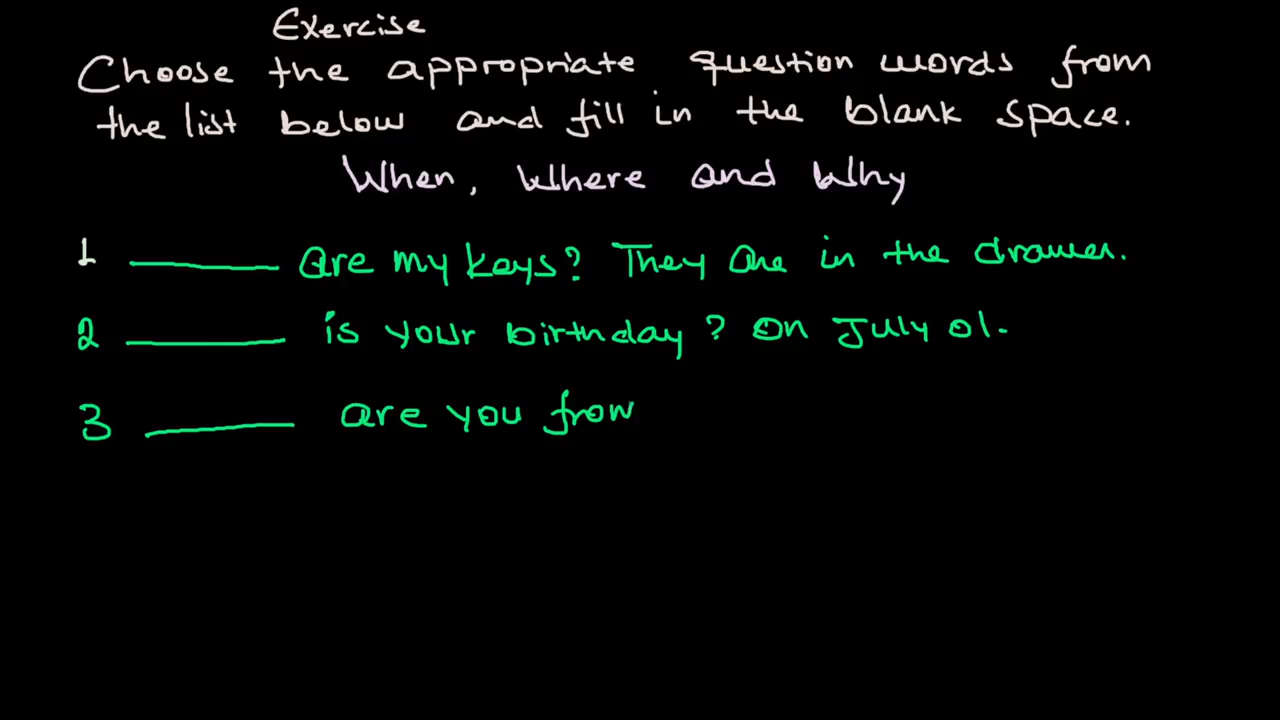 Exercise
Choose the appropriate question words from
the list below and fill in the blank space.
When, Where and Why
1 ______ are my keys? They are in the drawer.
2 ______ is your birthday? On July 01.
3 ______ are you from